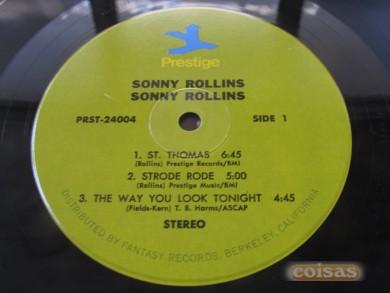 Prestige
SONNY ROLLINS
SONNY ROLLINS
PRST-24004 SIDE 1
1. ST. THOMAS 6:45
(Rollins) Prestige Records/BMI
2. STRODE RODE 5:00
(Rollins) Prestige Music/BMI
3. THE WAY YOU LOOK TONIGHT 4:45
(Fields-Kern) T. B. Harms/ASCAP
STEREO
DISTRIBUTED BY FANTASY RECORDS, BERKELEY, CALIFORNIA
coisas